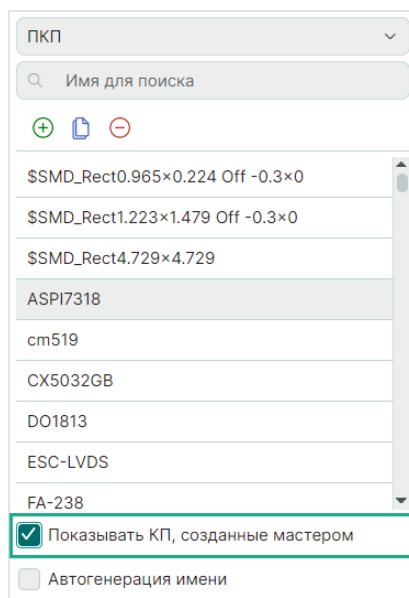 ПКП
Имя для поиска
$SMD_Rect0.965×0.224 Off -0.3×0
$SMD_Rect1.223×1.479 Off -0.3×0
$SMD_Rect4.729×4.729
ASPI7318
cm519
CX5032GB
DO1813
ESC-LVDS
FA-238
Показывать КП, созданные мастером
Автогенерация имени